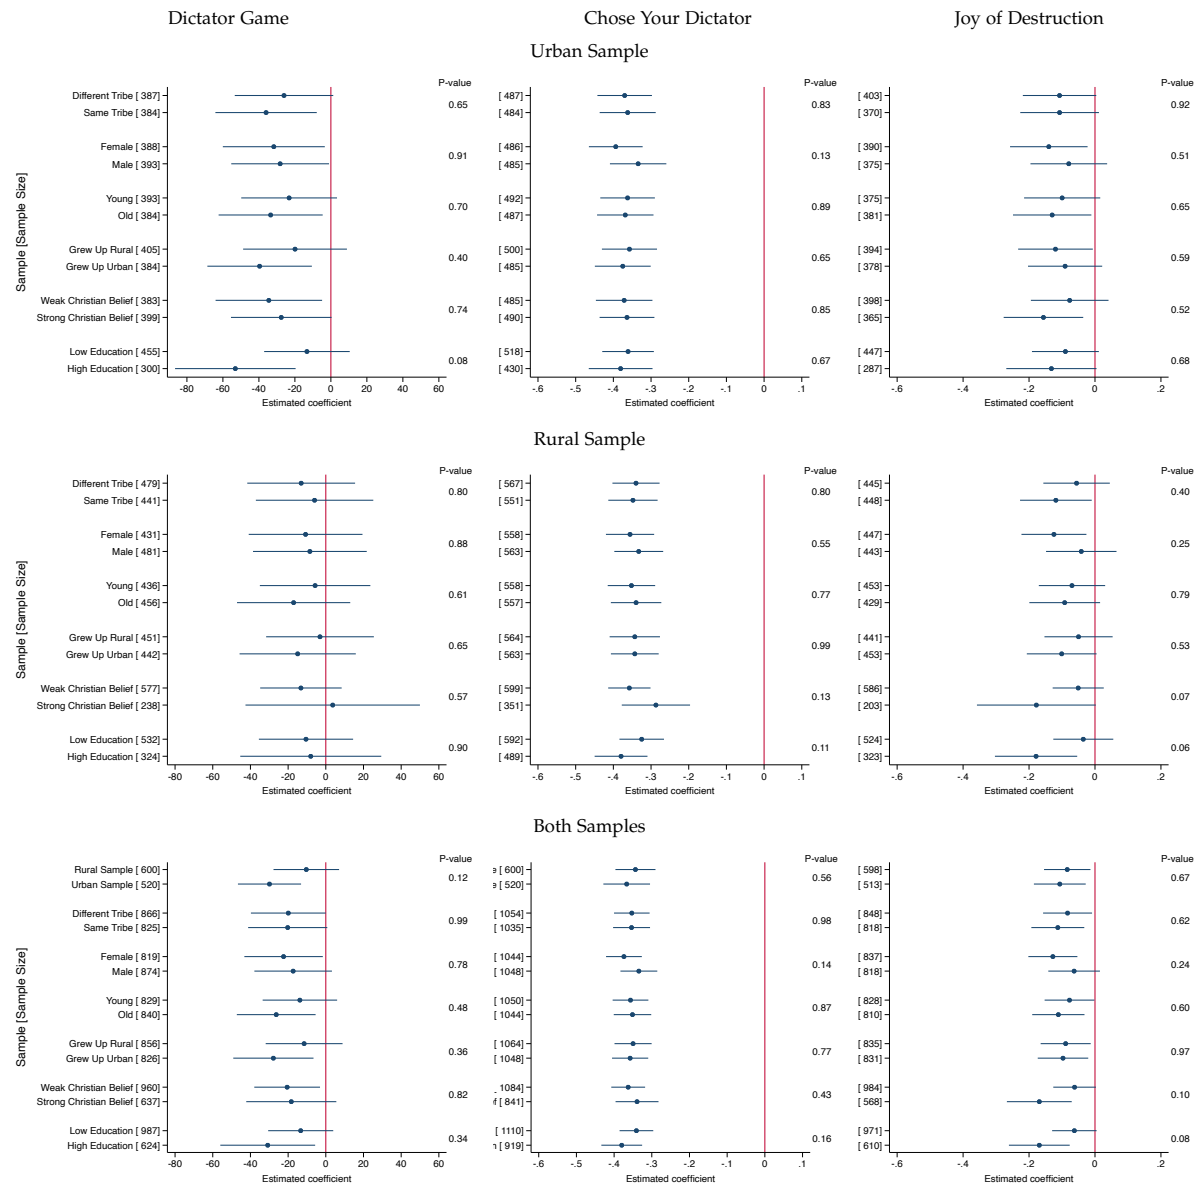 Dictator Game Chose Your Dictator Joy of Destruction
Urban Sample
P-value P-value P-value
Different Tribe [ 387] [ 487] [ 403]
0.65 0.83 0.92
Same Tribe [ 384] [ 484] [ 370]
Female [ 388] [ 486] [ 390]
0.91 0.13 0.51
Male [ 393] [ 485] [ 375]
Young [ 393] [ 492] [ 375]
0.70 0.89 0.65
Old [ 384] [ 487] [ 381]
Grew Up Rural [ 405] [ 500] [ 394]
0.40 0.65 0.59
Grew Up Urban [ 384] [ 485] [ 378]
Weak Christian Belief [ 383] [ 485] [ 398]
0.74 0.85 0.52
Strong Christian Belief [ 399] [ 490] [ 365]
Low Education [ 455] [ 518] [ 447]
0.08 0.67 0.68
High Education [ 300] [ 430] [ 287]
Sample [Sample Size]
-80 -60 -40 -20 0 20 40 60 -.6 -.5 -.4 -.3 -.2 -.1 0 .1 -.6 -.4 -.2 0 .2
Estimated coefficient Estimated coefficient Estimated coefficient
Rural Sample
P-value P-value P-value
Different Tribe [ 479] [ 567] [ 445]
0.80 0.80 0.40
Same Tribe [ 441] [ 551] [ 448]
Female [ 431] [ 558] [ 447]
0.88 0.55 0.25
Male [ 481] [ 563] [ 443]
Young [ 436] [ 558] [ 453]
0.61 0.77 0.79
Old [ 456] [ 557] [ 429]
Grew Up Rural [ 451] [ 564] [ 441]
0.65 0.99 0.53
Grew Up Urban [ 442] [ 563] [ 453]
Weak Christian Belief [ 577] [ 599] [ 586]
0.57 0.13 0.07
Strong Christian Belief [ 238] [ 351] [ 203]
Low Education [ 532] [ 592] [ 524]
0.90 0.11 0.06
High Education [ 324] [ 489] [ 323]
Sample [Sample Size]
-80 -60 -40 -20 0 20 40 60 -.6 -.5 -.4 -.3 -.2 -.1 0 .1 -.6 -.4 -.2 0 .2
Estimated coefficient Estimated coefficient Estimated coefficient
Both Samples
P-value P-value P-value
Rural Sample [ 600] e [ 600] [ 598]
0.12 0.56 0.67
Urban Sample [ 520] e [ 520] [ 513]
Different Tribe [ 866] [ 1054] [ 848]
0.99 0.98 0.62
Same Tribe [ 825] [ 1035] [ 818]
Female [ 819] [ 1044] [ 837]
0.78 0.14 0.24
Male [ 874] [ 1048] [ 818]
Young [ 829] [ 1050] [ 828]
0.48 0.87 0.60
Old [ 840] [ 1044] [ 810]
Grew Up Rural [ 856] [ 1064] [ 835]
0.36 0.77 0.97
Grew Up Urban [ 826] [ 1048] [ 831]
Weak Christian Belief [ 960] 1084] [ 984]
0.82 0.43 0.10
Strong Christian Belief [ 637] f [ 841] [ 568]
Low Education [ 987] [ 1110] [ 971]
0.34 0.16 0.08
High Education [ 624] n [ 919] [ 610]
Sample [Sample Size]
-80 -60 -40 -20 0 20 40 60 -.6 -.5 -.4 -.3 -.2 -.1 0 .1 -.6 -.4 -.2 0 .2
Estimated coefficient Estimated coefficient Estimated coefficient